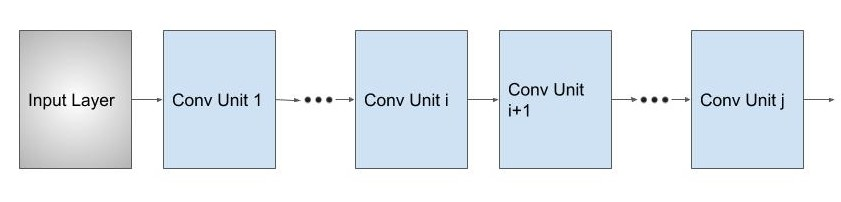 Input Layer
Conv Unit 1
Conv Unit i
Conv Unit
i+1
Conv Unit j